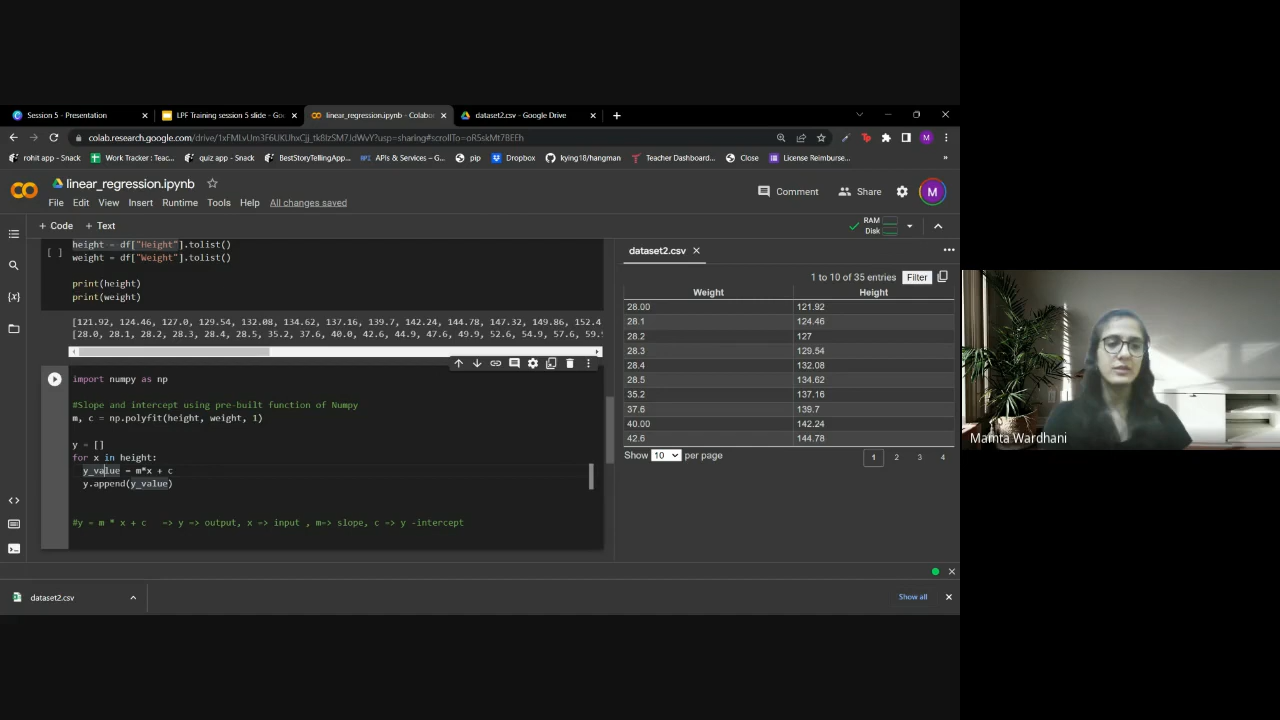 Session 5 - Presentation
LPF Training session 5 slide - Go
linear_regression.ipynb - Colabo
dataset2.csv - Google Drive
rohit app - Snack
Work Tracker : Teac...
quiz app - Snack
BestStoryTellingApp...
APIs & Services – G...
pip
Dropbox
kying18/hangman
Teacher Dashboard...
Close
License Reimburse...
»
linear_regression.ipynb
File Edit View Insert Runtime Tools Help All changes saved
Comment
Share
M
+ Code + Text
RAM
Disk
height = df["Height"].tolist()
[ ] weight = df["Weight"].tolist()
print(height)
print(weight)
[121.92, 124.46, 127.0, 129.54, 132.08, 134.62, 137.16, 139.7, 142.24, 144.78, 147.32, 149.86, 152.4
[28.0, 28.1, 28.2, 28.3, 28.4, 28.5, 35.2, 37.6, 40.0, 42.6, 44.9, 47.6, 49.9, 52.6, 54.9, 57.6, 59.
import numpy as np
#Slope and intercept using pre-built function of Numpy
m, c = np.polyfit(height, weight, 1)
y = []
for x in height:
y_value = m*x + c
y.append(y_value)
#y = m * x + c => y => output, x => input , m=> slope, c => y -intercept
dataset2.csv
1 to 10 of 35 entries Filter
Weight Height
28.00 121.92
28.1 124.46
28.2 127
28.3 129.54
28.4 132.08
28.5 134.62
35.2 137.16
37.6 139.7
40.00 142.24
42.6 144.78
Show 10 per page
1 2 3 4
dataset2.csv
Show all
Mamta Wardhani